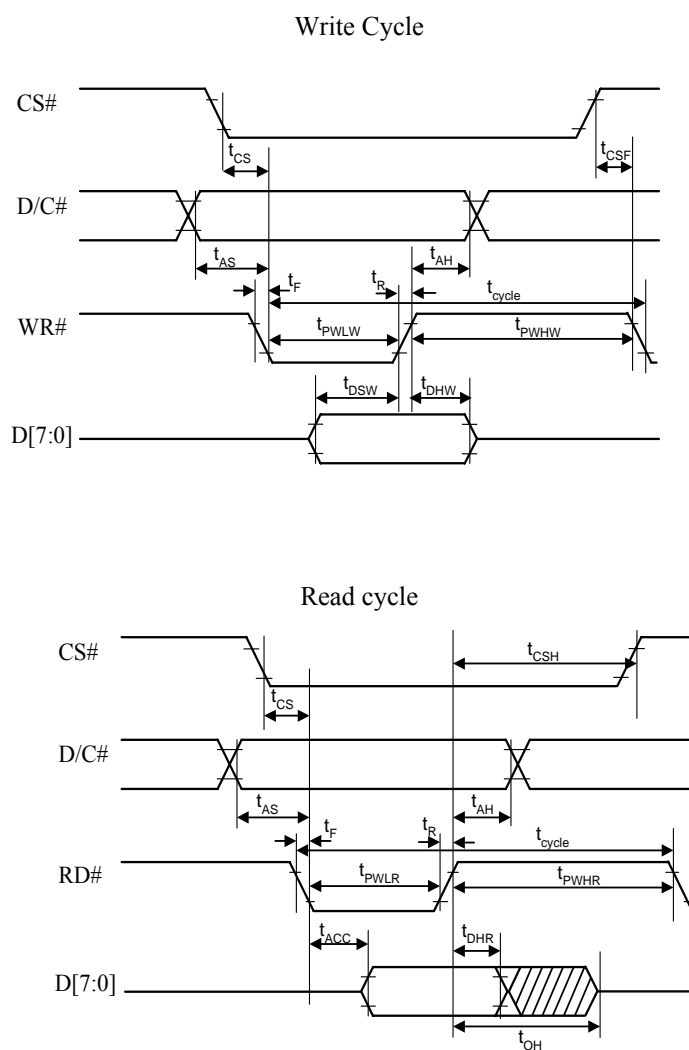 Write Cycle
CS#
tCS
tCSF
D/C#
tAS
tF
tR
tAH
tcycle
WR#
tPWLW
tPWHW
tDSW
tDHW
D[7:0]
Read cycle
CS#
tCSH
tCS
D/C#
tAS
tF
tR
tAH
tcycle
RD#
tPWLR
tPWHR
tACC
tDHR
D[7:0]
tOH